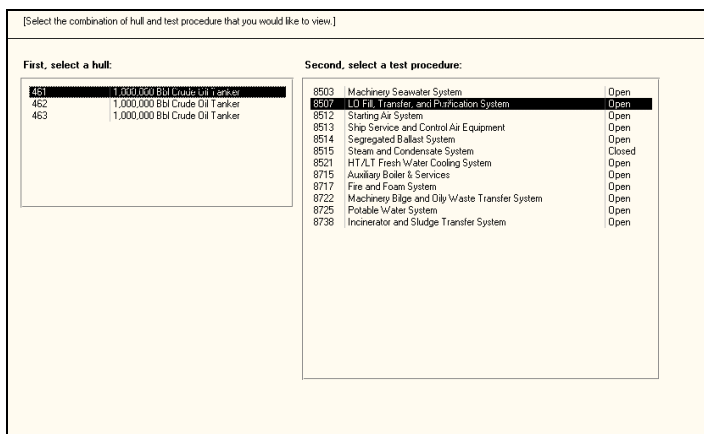 [Select the combination of hull and test procedure that you would like to view.]
First, select a hull:
461 1,000,000 Bbl Crude Oil Tanker
462 1,000,000 Bbl Crude Oil Tanker
463 1,000,000 Bbl Crude Oil Tanker
Second, select a test procedure:
8503 Machinery Seawater System Open
8507 LO Fill, Transfer, and Purification System Open
8512 Starting Air System Open
8513 Ship Service and Control Air Equipment Open
8514 Segregated Ballast System Open
8515 Steam and Condensate System Closed
8521 HT/LT Fresh Water Cooling System Open
8715 Auxiliary Boiler & Services Open
8717 Fire and Foam System Open
8722 Machinery Bilge and Oily Waste Transfer System Open
8725 Potable Water System Open
8738 Incinerator and Sludge Transfer System Open